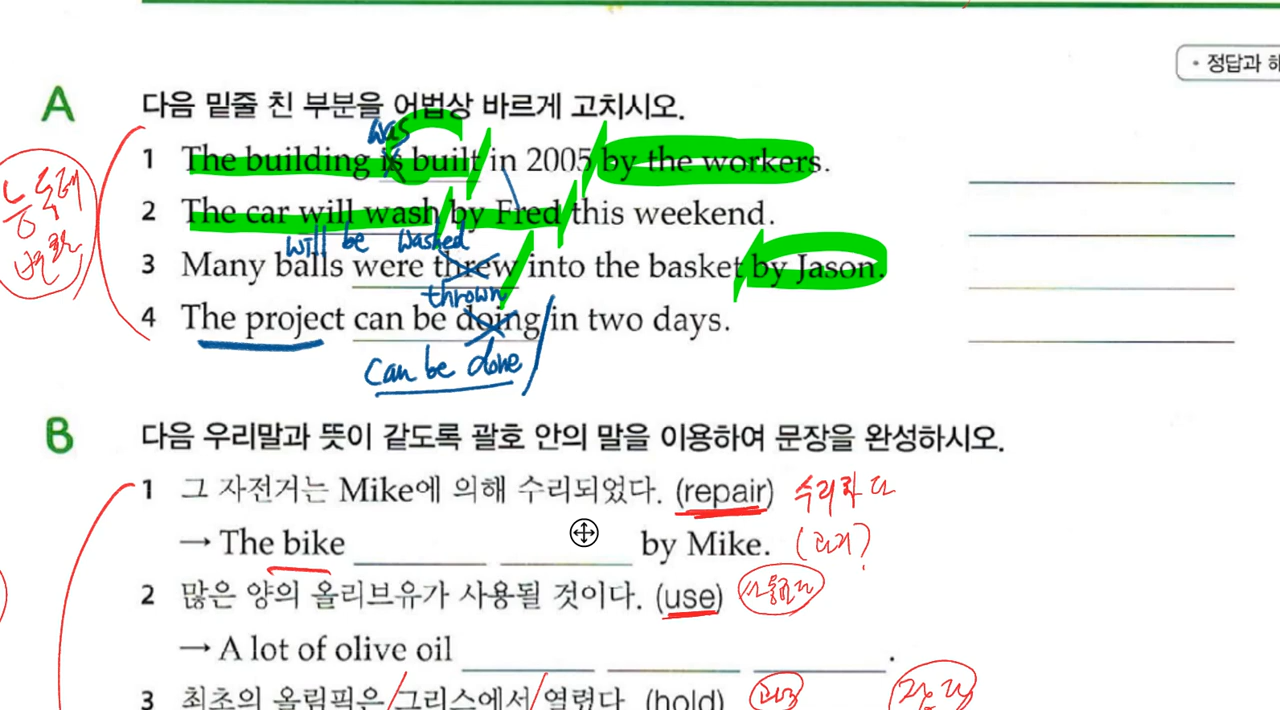 • 정답과 해
A 다음 밑줄 친 부분을 어법상 바르게 고치시오.
was
1 The building is built in 2005 by the workers.
능동태
변환
2 The car will wash by Fred this weekend.
will be washed
3 Many balls were threw into the basket by Jason.
thrown
4 The project can be doing in two days.
can be done
B 다음 우리말과 뜻이 같도록 괄호 안의 말을 이용하여 문장을 완성하시오.
1 그 자전거는 Mike에 의해 수리되었다. (repair) 수리하다
→ The bike by Mike. (과거?
2 많은 양의 올리브유가 사용될 것이다. (use) 사용한다
→ A lot of olive oil .
3 최초의 올림픽은 그리스에서 열렸다. (hold) 과거